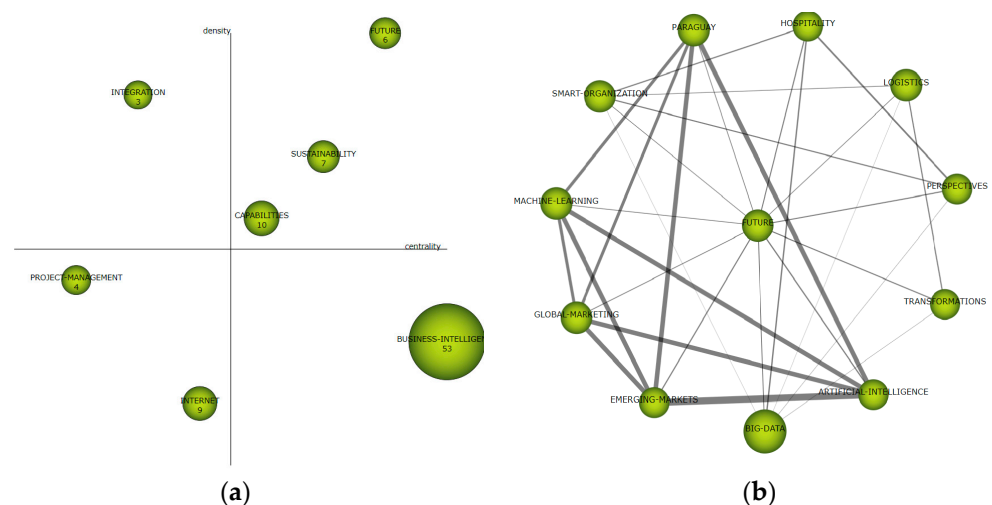 density
FUTURE
6
INTEGRATION
3
SUSTAINABILITY
7
CAPABILITIES
10
centrality
PROJECT-MANAGEMENT
4
BUSINESS-INTELLIGEN
53
INTERNET
9
(a)
HOSPITALITY
PARAGUAY
LOGISTICS
SMART-ORGANIZATION
PERSPECTIVES
MACHINE-LEARNING
FUTURE
TRANSFORMATIONS
GLOBAL-MARKETING
ARTIFICIAL-INTELLIGENCE
EMERGING-MARKETS
BIG-DATA
(b)